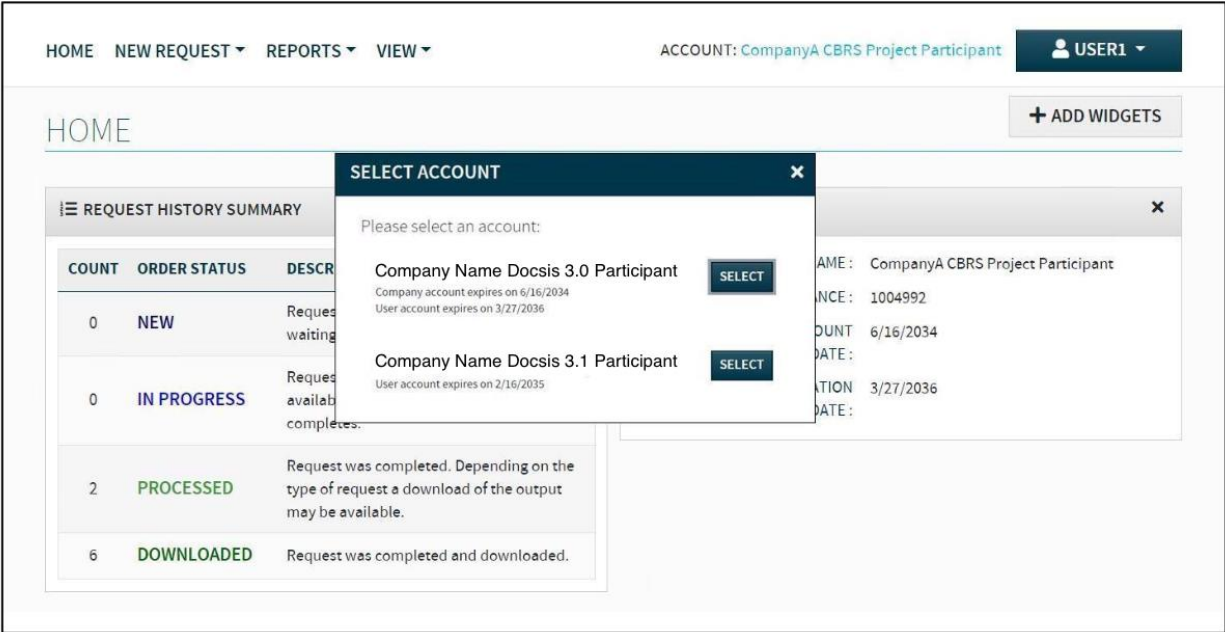 HOME NEW REQUEST REPORTS VIEW ACCOUNT: CompanyA CBRS Project Participant USER1
HOME
ADD WIDGETS
SELECT ACCOUNT
Please select an account:
Company Name Docsis 3.0 Participant SELECT
Company account expires on 6/16/2034
User account expires on 3/27/2036
Company Name Docsis 3.1 Participant SELECT
User account expires on 2/16/2035
REQUEST HISTORY SUMMARY
COUNT ORDER STATUS DESCR
0 NEW Reques
waiting
0 IN PROGRESS Reques
availab
completes.
2 PROCESSED Request was completed. Depending on the
type of request a download of the output
may be available.
6 DOWNLOADED Request was completed and downloaded.
AME : CompanyA CBRS Project Participant
NCE : 1004992
OUNT 6/16/2034
DATE :
ATION 3/27/2036
DATE :